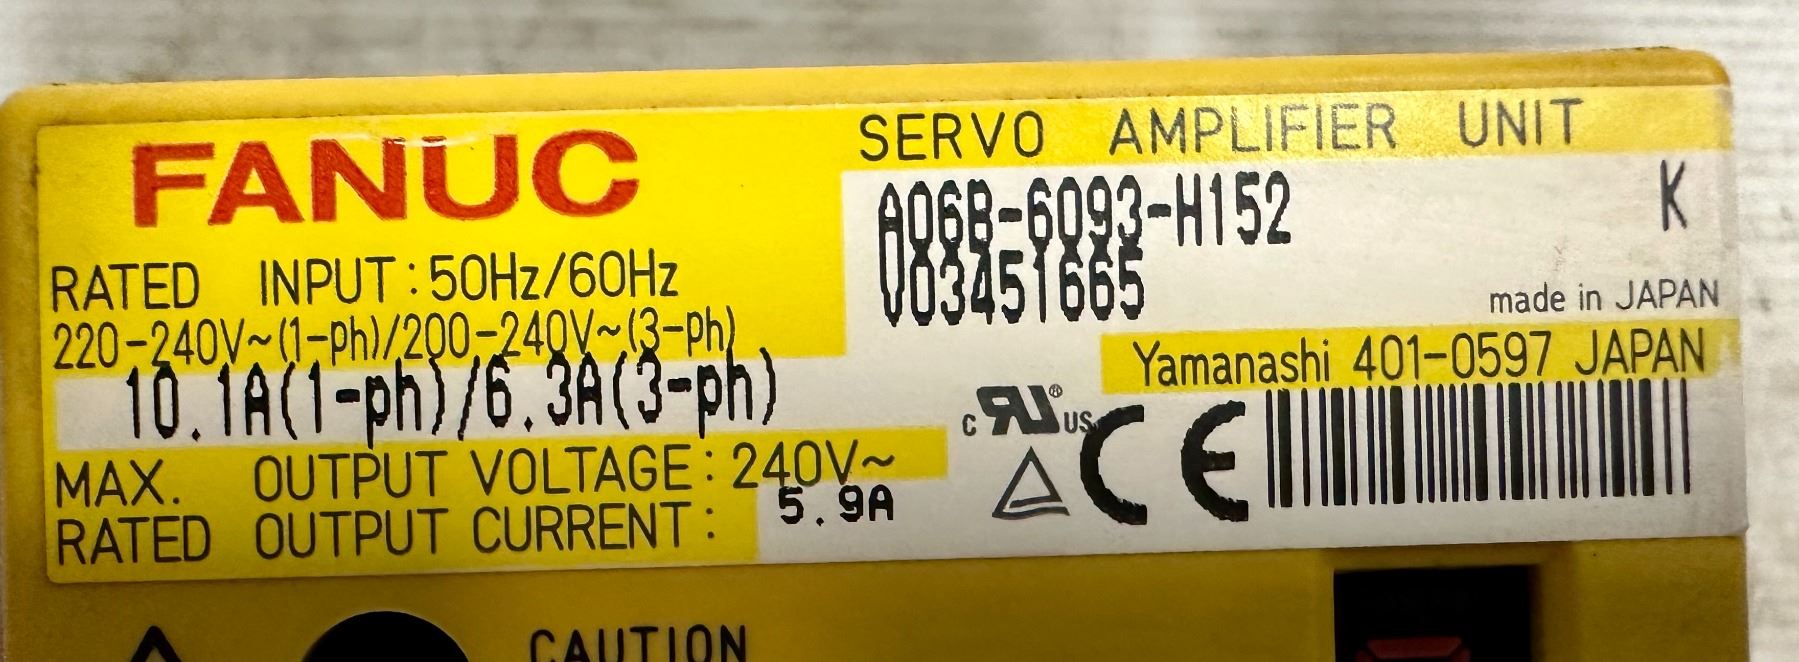 FANUC
RATED INPUT : 50Hz/60Hz
220-240V~(1-ph)/200-240V~(3-ph)
10.1A(1-ph)/6.3A(3-ph)
MAX. OUTPUT VOLTAGE : 240V~
RATED OUTPUT CURRENT : 5.9A
SERVO AMPLIFIER UNIT
A06B-6093-H152 K
V03451665
made in JAPAN
Yamanashi 401-0597 JAPAN
c RU ® US CE
CAUTION